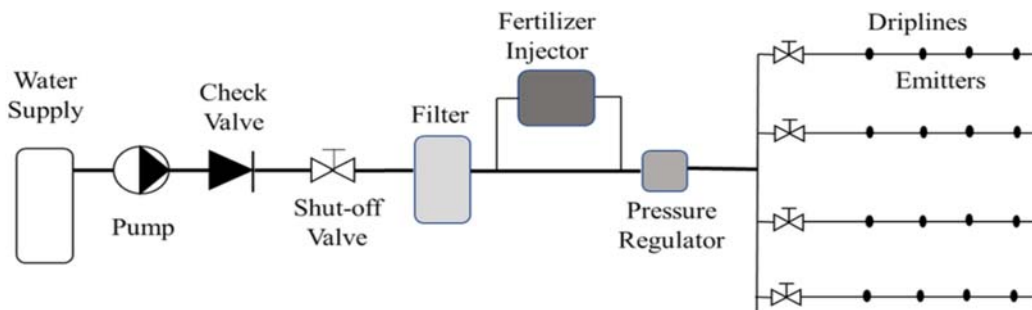 Water
Supply
Pump
Check
Valve
Shut-off
Valve
Filter
Fertilizer
Injector
Pressure
Regulator
Driplines
Emitters